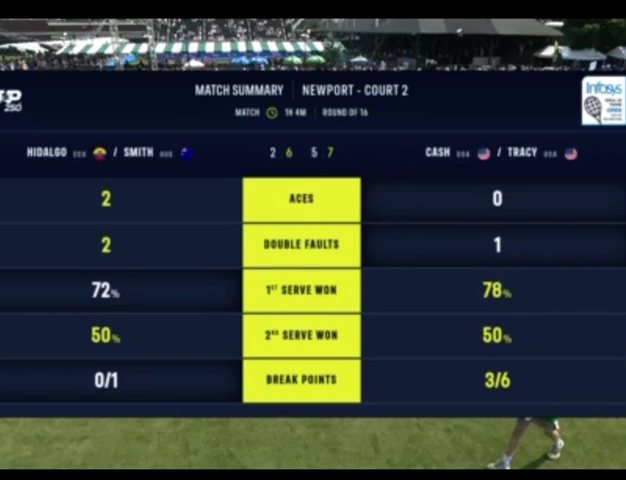 MATCH SUMMARY | NEWPORT - COURT 2
MATCH 1H 4M | ROUND OF 16
HIDALGO ECU / SMITH AUS 2 6 5 7 CASH USA / TRACY USA
2 ACES 0
2 DOUBLE FAULTS 1
72% 1ST SERVE WON 78%
50% 2ND SERVE WON 50%
0/1 BREAK POINTS 3/6
250
Infosys
OPEN